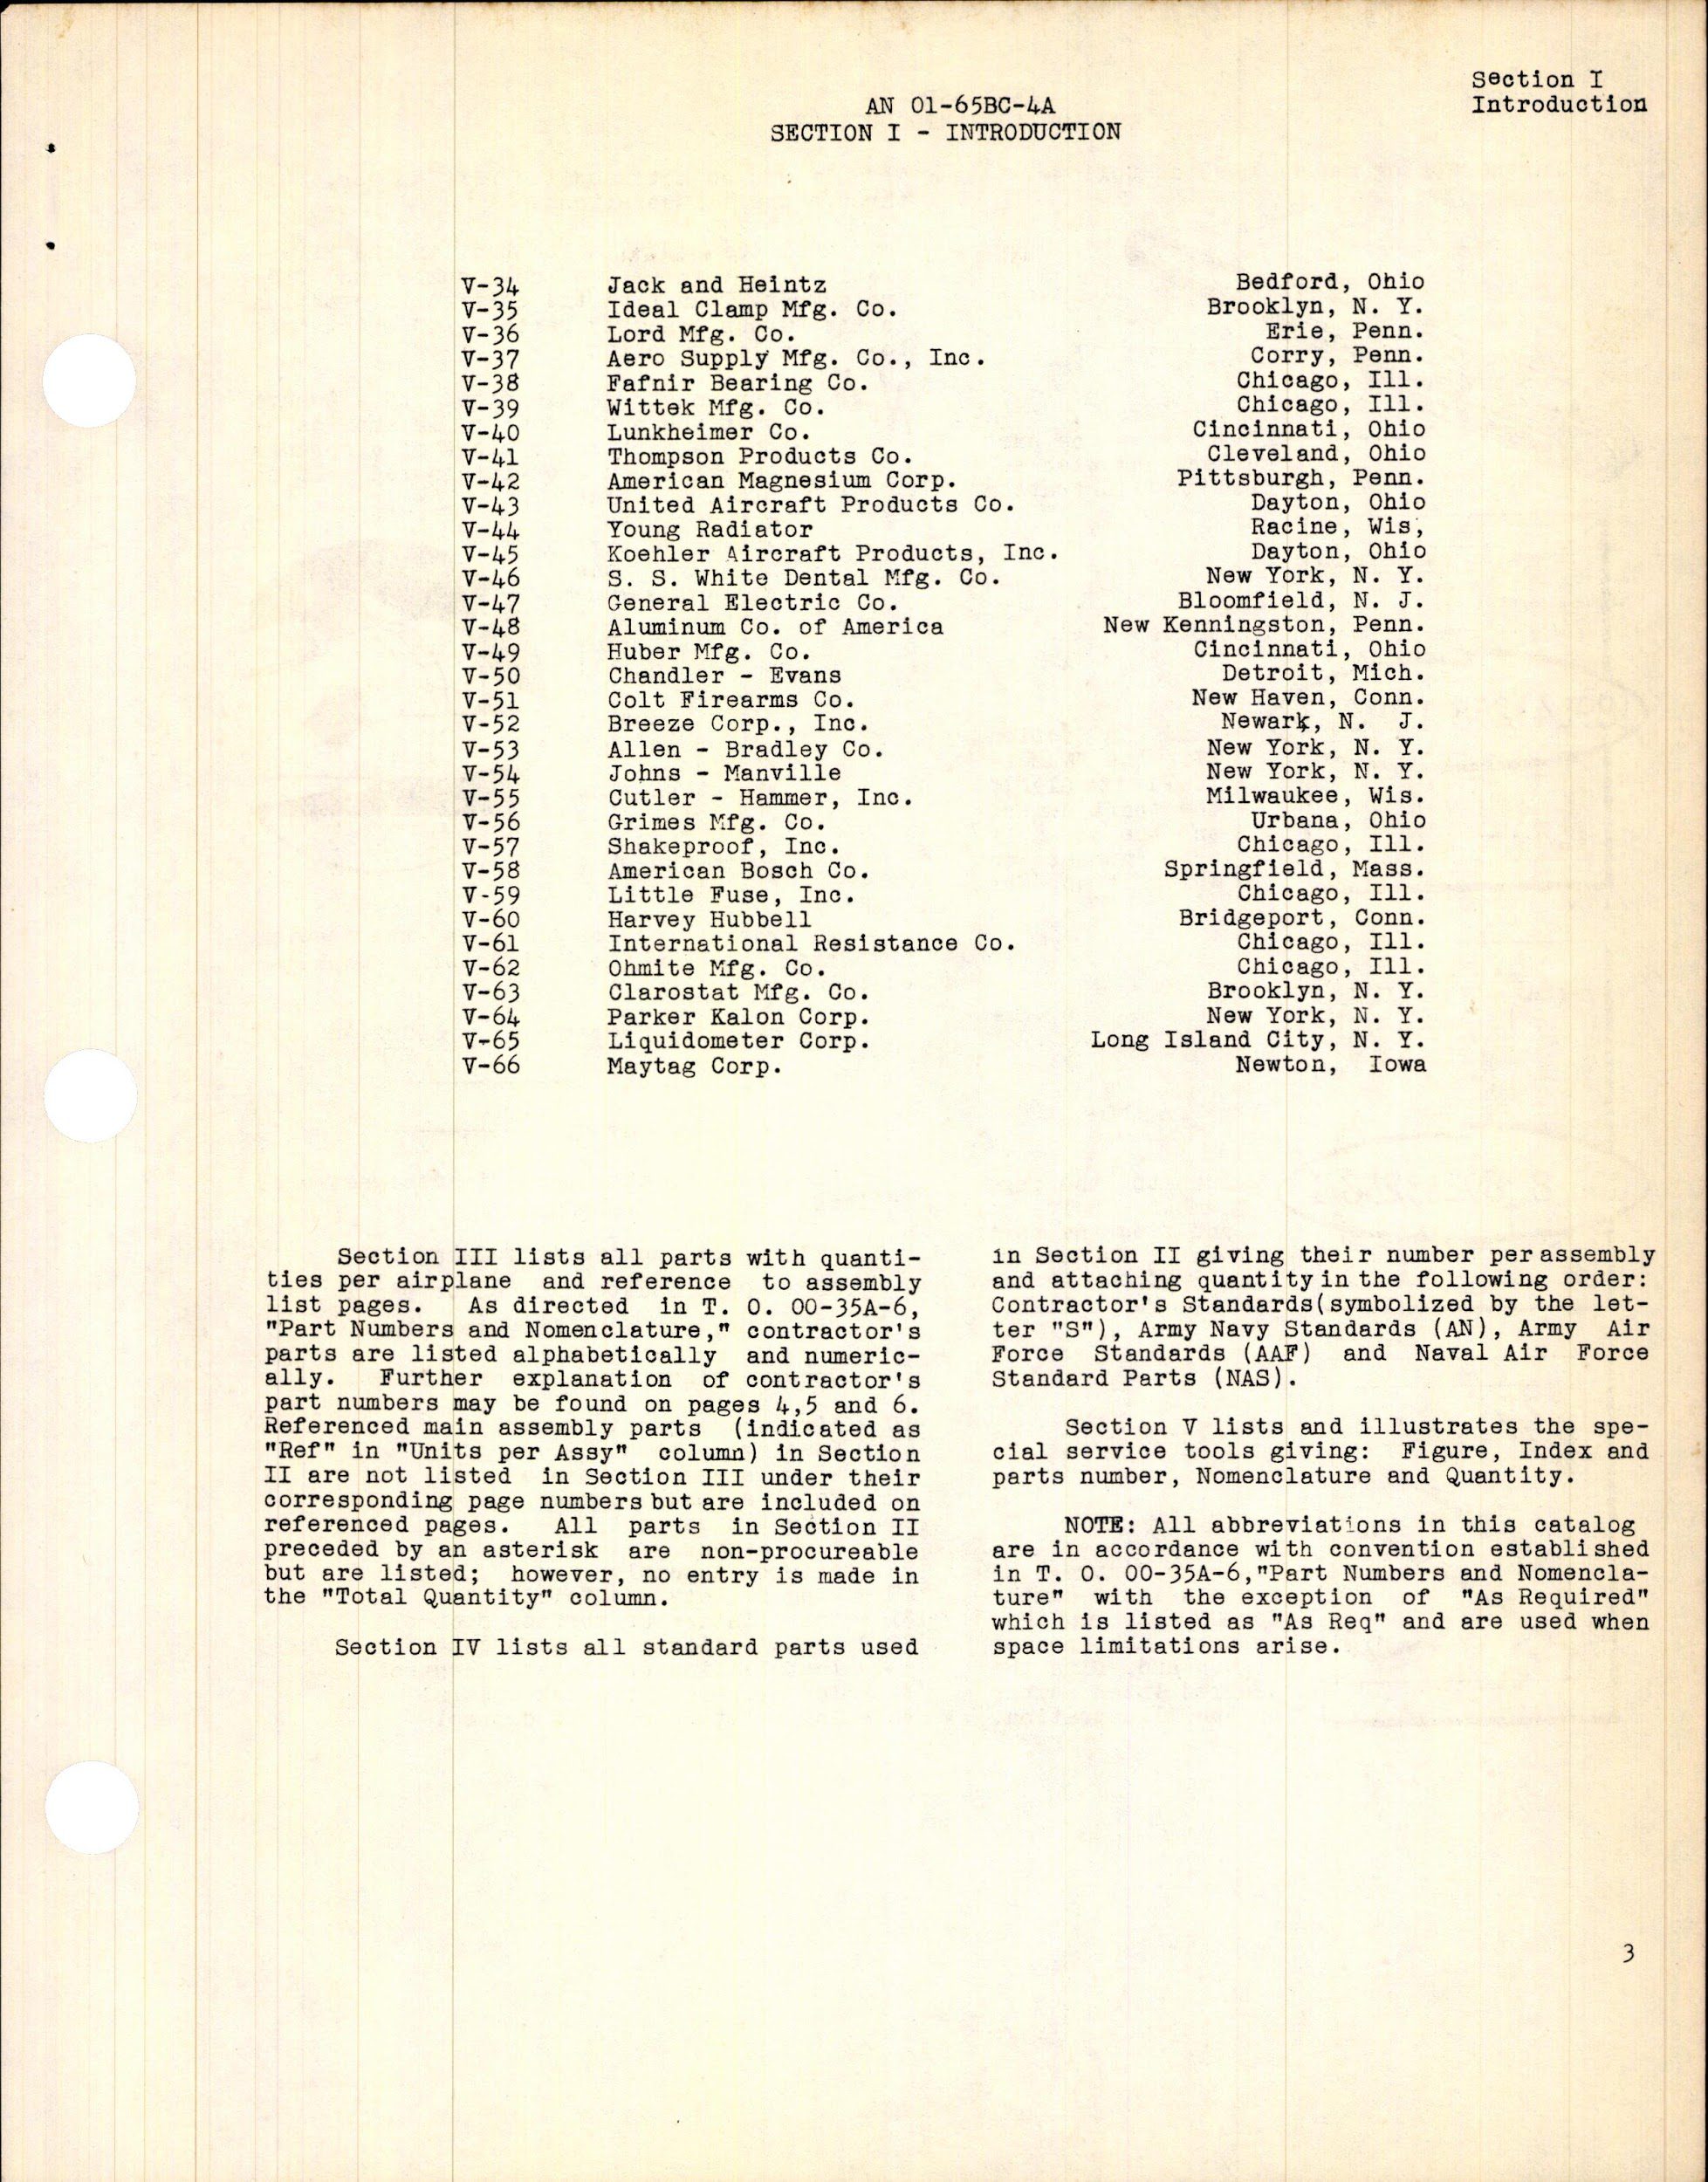 Section I
Introduction
AN 01-65BC-4A
SECTION I - INTRODUCTION
V-34 Jack and Heintz Bedford, Ohio
V-35 Ideal Clamp Mfg. Co. Brooklyn, N. Y.
V-36 Lord Mfg. Co. Erie, Penn.
V-37 Aero Supply Mfg. Co., Inc. Corry, Penn.
V-38 Fafnir Bearing Co. Chicago, Ill.
V-39 Wittek Mfg. Co. Chicago, Ill.
V-40 Lunkheimer Co. Cincinnati, Ohio
V-41 Thompson Products Co. Cleveland, Ohio
V-42 American Magnesium Corp. Pittsburgh, Penn.
V-43 United Aircraft Products Co. Dayton, Ohio
V-44 Young Radiator Racine, Wis,
V-45 Koehler Aircraft Products, Inc. Dayton, Ohio
V-46 S. S. White Dental Mfg. Co. New York, N. Y.
V-47 General Electric Co. Bloomfield, N. J.
V-48 Aluminum Co. of America New Kenningston, Penn.
V-49 Huber Mfg. Co. Cincinnati, Ohio
V-50 Chandler - Evans Detroit, Mich.
V-51 Colt Firearms Co. New Haven, Conn.
V-52 Breeze Corp., Inc. Newark, N. J.
V-53 Allen - Bradley Co. New York, N. Y.
V-54 Johns - Manville New York, N. Y.
V-55 Cutler - Hammer, Inc. Milwaukee, Wis.
V-56 Grimes Mfg. Co. Urbana, Ohio
V-57 Shakeproof, Inc. Chicago, Ill.
V-58 American Bosch Co. Springfield, Mass.
V-59 Little Fuse, Inc. Chicago, Ill.
V-60 Harvey Hubbell Bridgeport, Conn.
V-61 International Resistance Co. Chicago, Ill.
V-62 Ohmite Mfg. Co. Chicago, Ill.
V-63 Clarostat Mfg. Co. Brooklyn, N. Y.
V-64 Parker Kalon Corp. New York, N. Y.
V-65 Liquidometer Corp. Long Island City, N. Y.
V-66 Maytag Corp. Newton, Iowa
Section III lists all parts with quanti-
ties per airplane and reference to assembly
list pages. As directed in T. O. 00-35A-6,
"Part Numbers and Nomenclature," contractor's
parts are listed alphabetically and numeric-
ally. Further explanation of contractor's
part numbers may be found on pages 4,5 and 6.
Referenced main assembly parts (indicated as
"Ref" in "Units per Assy" column) in Section
II are not listed in Section III under their
corresponding page numbers but are included on
referenced pages. All parts in Section II
preceded by an asterisk are non-procureable
but are listed; however, no entry is made in
the "Total Quantity" column.
Section IV lists all standard parts used
in Section II giving their number per assembly
and attaching quantity in the following order:
Contractor's Standards(symbolized by the let-
ter "S"), Army Navy Standards (AN), Army Air
Force Standards (AAF) and Naval Air Force
Standard Parts (NAS).
Section V lists and illustrates the spe-
cial service tools giving: Figure, Index and
parts number, Nomenclature and Quantity.
NOTE: All abbreviations in this catalog
are in accordance with convention established
in T. O. 00-35A-6,"Part Numbers and Nomencla-
ture" with the exception of "As Required"
which is listed as "As Req" and are used when
space limitations arise.
3